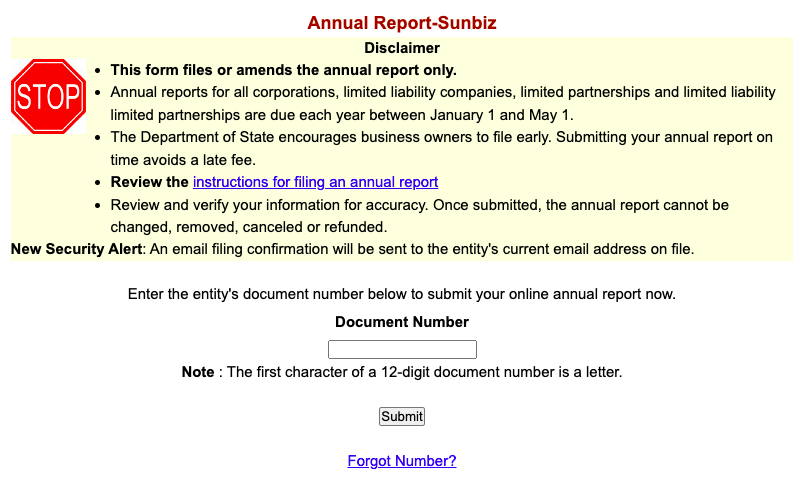 Annual Report-Sunbiz
Disclaimer
STOP
• This form files or amends the annual report only.
• Annual reports for all corporations, limited liability companies, limited partnerships and limited liability
limited partnerships are due each year between January 1 and May 1.
• The Department of State encourages business owners to file early. Submitting your annual report on
time avoids a late fee.
• Review the instructions for filing an annual report
• Review and verify your information for accuracy. Once submitted, the annual report cannot be
changed, removed, canceled or refunded.
New Security Alert: An email filing confirmation will be sent to the entity's current email address on file.
Enter the entity's document number below to submit your online annual report now.
Document Number
Note : The first character of a 12-digit document number is a letter.
Submit
Forgot Number?